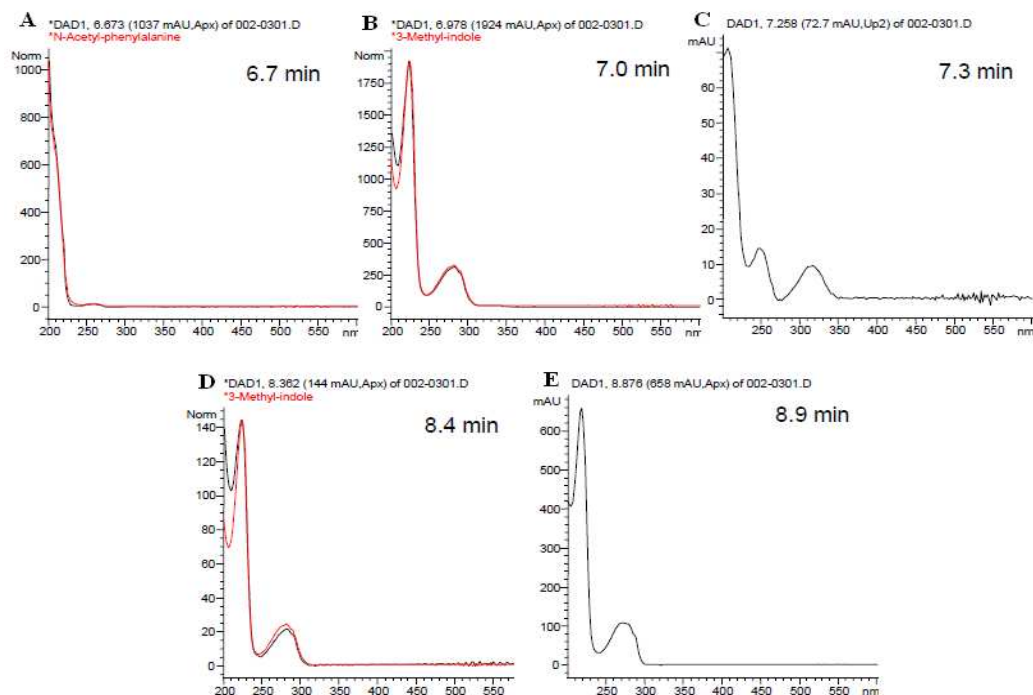 A
*DAD1, 6.673 (1037 mAU,Apx) of 002-0301.D
*N-Acetyl-phenylalanine
Norm
6.7 min
1000
800
600
400
200
0
200 250 300 350 400 450 500 550 nm
B
*DAD1, 6.978 (1924 mAU,Apx) of 002-0301.D
*3-Methyl-indole
Norm
7.0 min
1750
1500
1250
1000
750
500
250
0
200 250 300 350 400 450 500 550 nm
C
DAD1, 7.258 (72.7 mAU,Up2) of 002-0301.D
mAU
7.3 min
60
50
40
30
20
10
0
250 300 350 400 450 500 550 nm
D
*DAD1, 8.362 (144 mAU,Apx) of 002-0301.D
*3-Methyl-indole
Norm
8.4 min
140
120
100
80
60
40
20
0
200 250 300 350 400 450 500 550 nm
E
DAD1, 8.876 (658 mAU,Apx) of 002-0301.D
mAU
8.9 min
600
500
400
300
200
100
0
250 300 350 400 450 500 550 nm